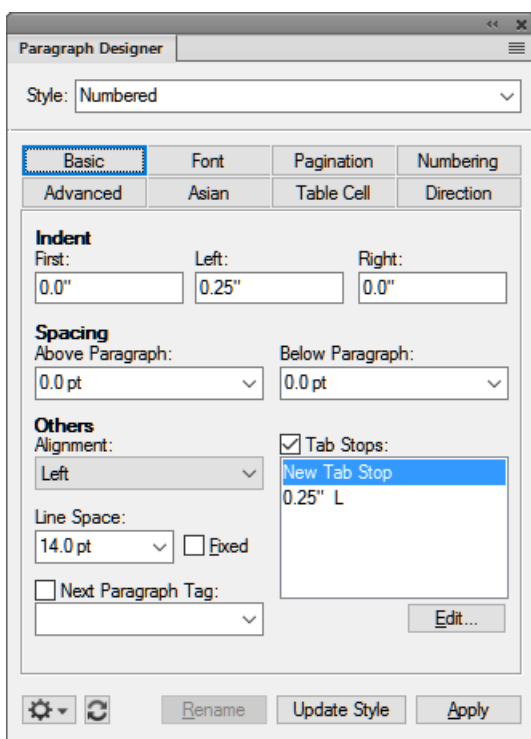 Paragraph Designer
Style: Numbered
Basic Font Pagination Numbering
Advanced Asian Table Cell Direction
Indent
First: Left: Right:
0.0" 0.25" 0.0"
Spacing
Above Paragraph: Below Paragraph:
0.0 pt 0.0 pt
Others
Alignment: Tab Stops:
Left New Tab Stop
0.25" L
Line Space:
14.0 pt Fixed
Next Paragraph Tag:
Edit...
Rename Update Style Apply